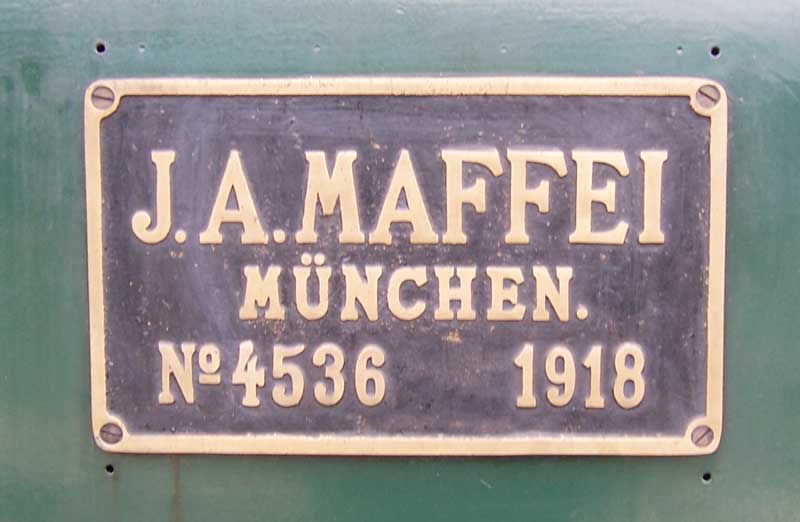 J.A.MAFFEI
MÜNCHEN.
Nº 4536 1918